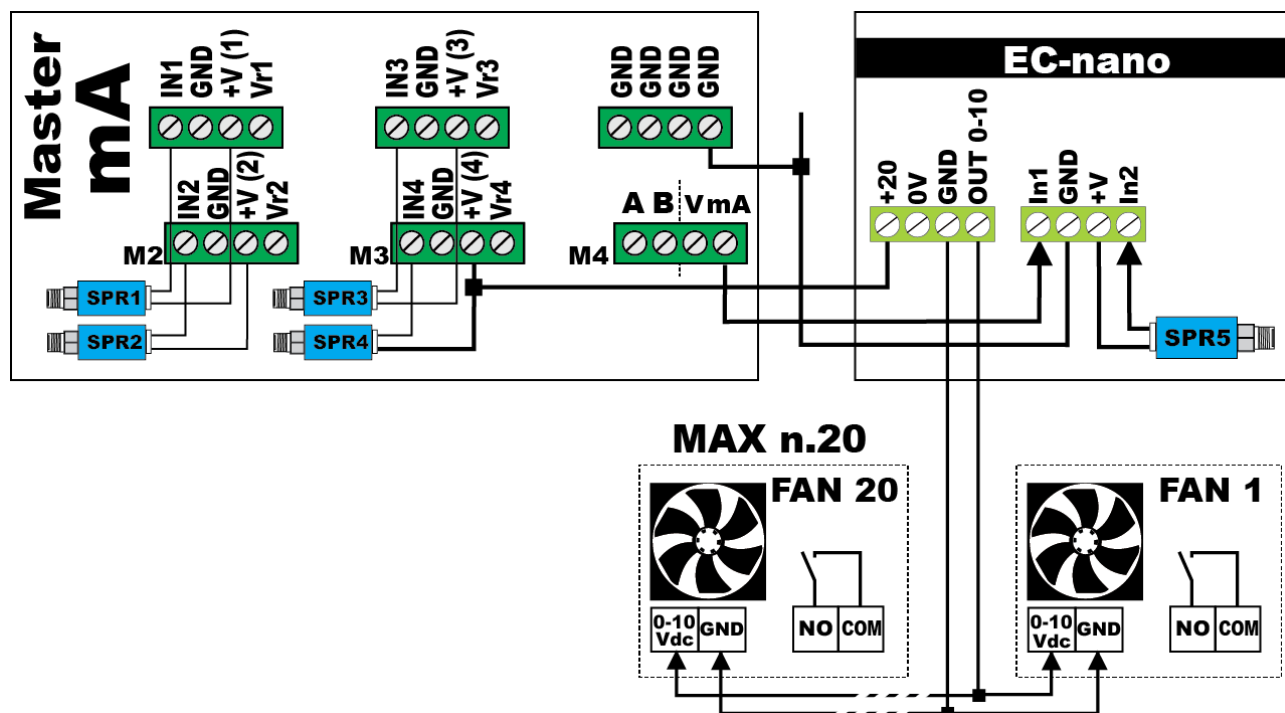 Master
mA
IN1
GND
+V (1)
Vr1
IN3
GND
+V (3)
Vr3
GND
GND
GND
GND
IN2
GND
+V (2)
Vr2
M2
IN4
GND
+V (4)
Vr4
M3
A B V mA
M4
SPR1
SPR2
SPR3
SPR4
EC-nano
+20
0V
GND
OUT 0-10
In1
GND
+V
In2
SPR5
MAX n.20
FAN 20
0-10
Vdc
GND
NO
COM
FAN 1
0-10
Vdc
GND
NO
COM